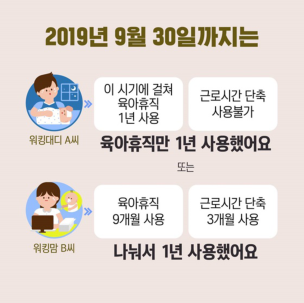 2019년 9월 30일까지는
이 시기에 걸쳐
육아휴직
1년 사용
근로시간 단축
사용불가
워킹대디 A씨
육아휴직만 1년 사용했어요
또는
육아휴직
9개월 사용
근로시간 단축
3개월 사용
워킹맘 B씨
나눠서 1년 사용했어요